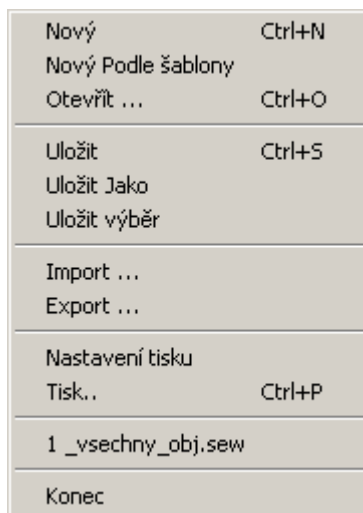 Nový Ctrl+N
Nový Podle šablony
Otevřít ... Ctrl+O
Uložit Ctrl+S
Uložit Jako
Uložit výběr
Import ...
Export ...
Nastavení tisku
Tisk.. Ctrl+P
1 _vsechny_obj.sew
Konec